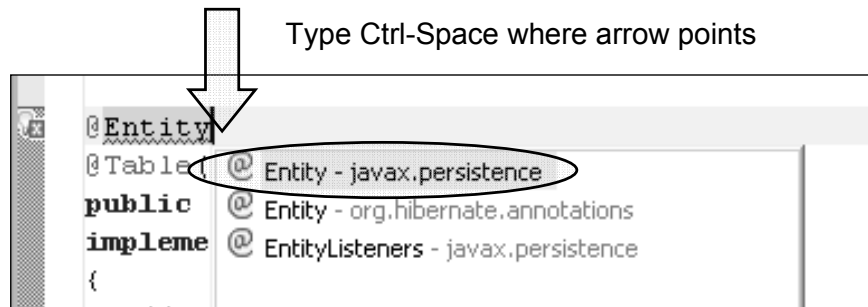 Type Ctrl-Space where arrow points
@Entity
@Table(
@ Entity - javax.persistence
public
@ Entity - org.hibernate.annotations
impleme
@ EntityListeners - javax.persistence
{